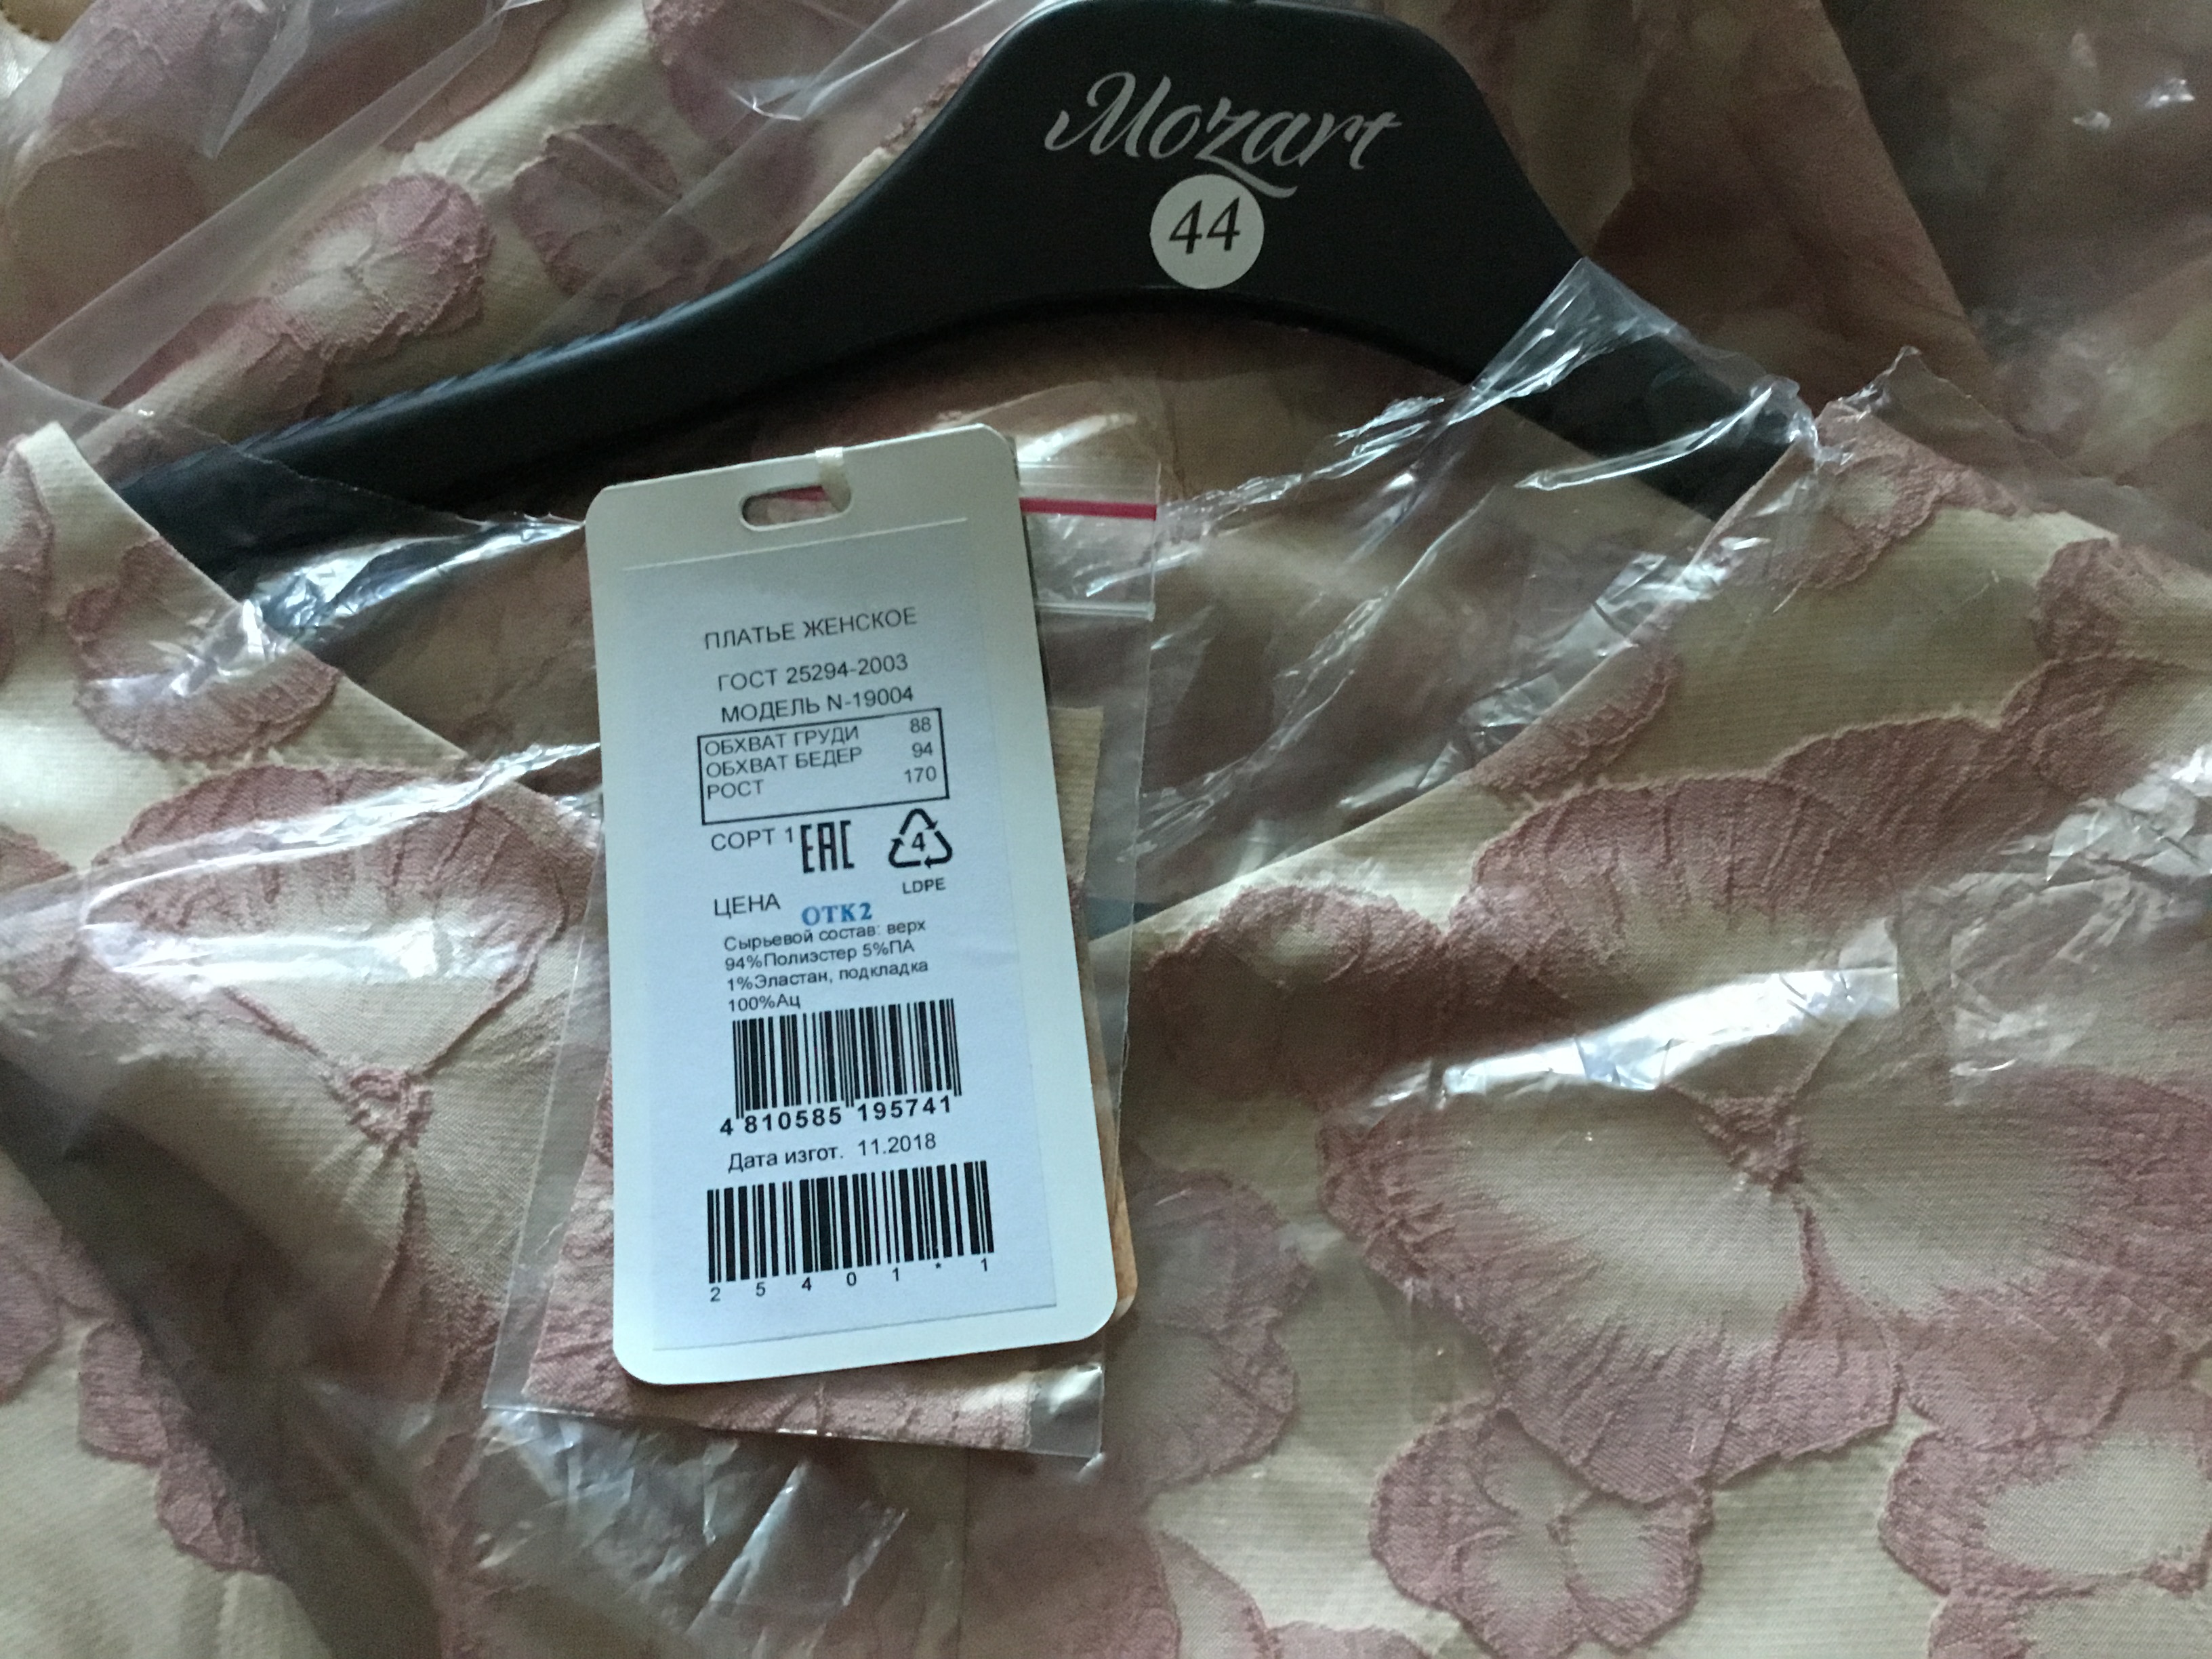 Mozart
44
ПЛАТЬЕ ЖЕНСКОЕ
ГОСТ 25294-2003
МОДЕЛЬ N-19004
ОБХВАТ ГРУДИ 88
ОБХВАТ БЕДЕР 94
РОСТ 170
СОРТ 1 ЕАС 4
LDPE
ЦЕНА ОТК2
Сырьевой состав: верх
94%Полиэстер 5%ПА
1%Эластан, подкладка
100%Ац
4 810585 195741
Дата изгот. 11.2018
2 5 4 0 1 * 1